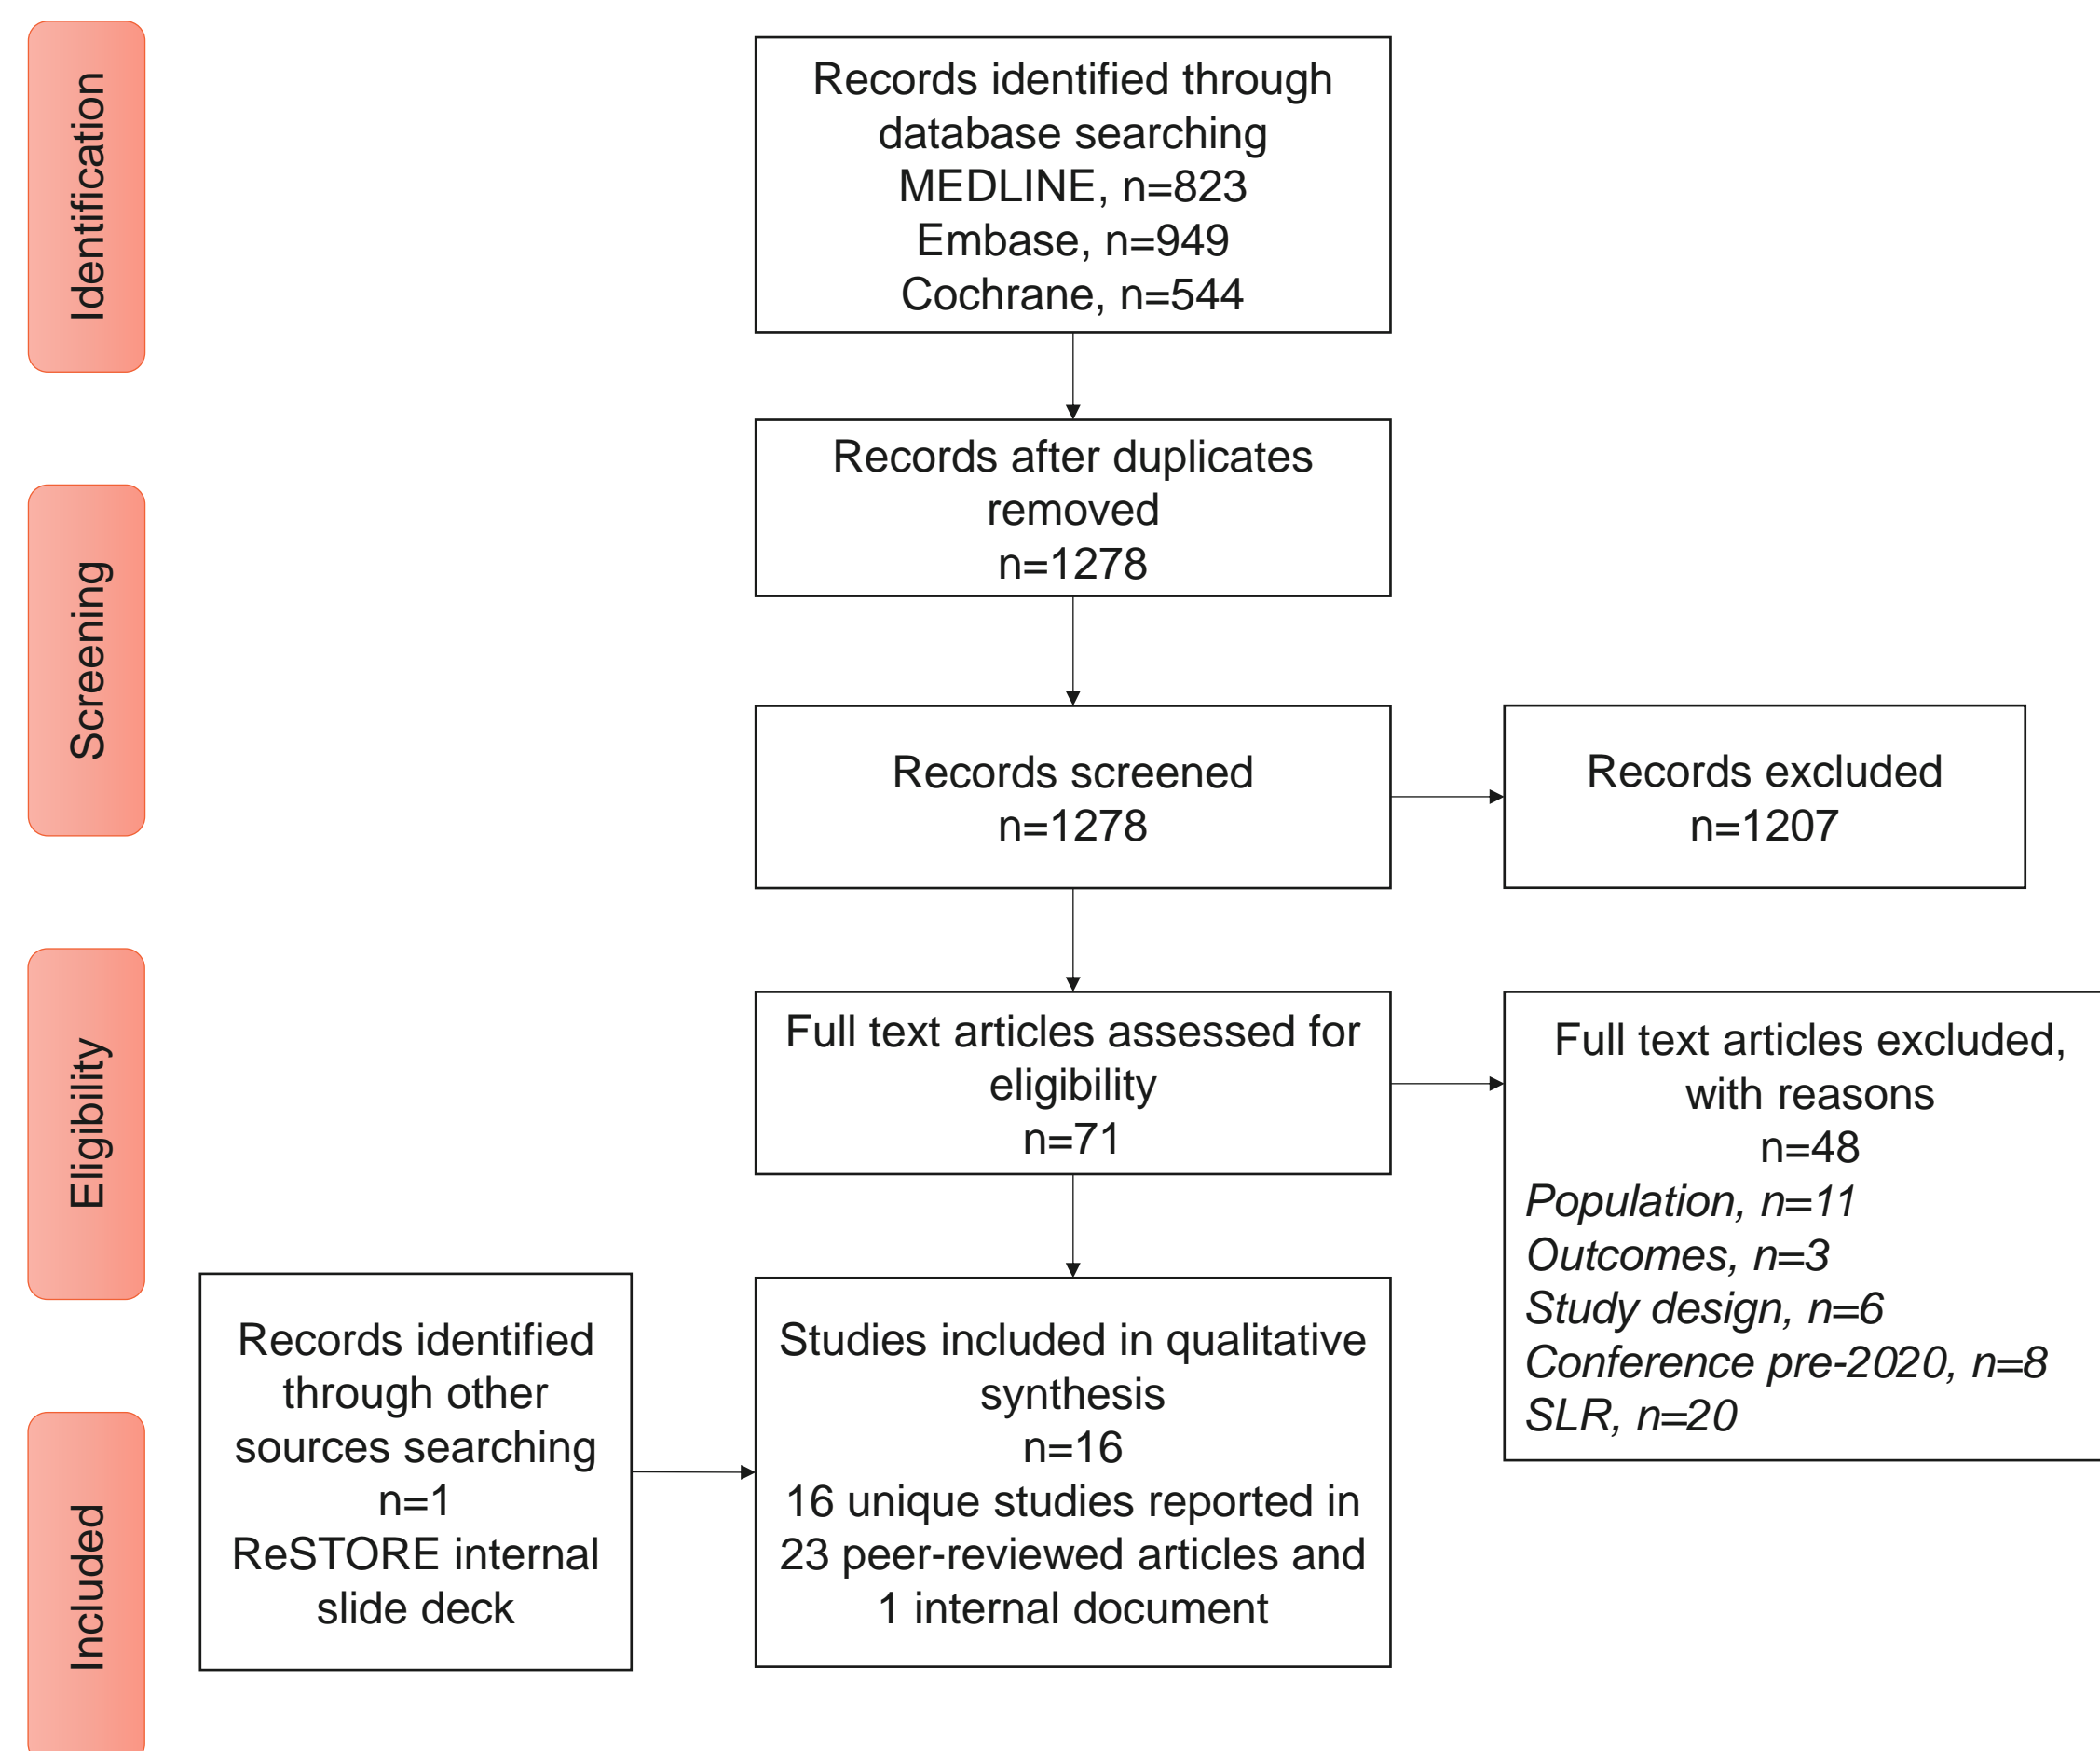 Identification
Records identified through
database searching
MEDLINE, n=823
Embase, n=949
Cochrane, n=544
Screening
Records after duplicates
removed
n=1278
Records screened
n=1278
Records excluded
n=1207
Eligibility
Full text articles assessed for
eligibility
n=71
Full text articles excluded,
with reasons
n=48
Population, n=11
Outcomes, n=3
Study design, n=6
Conference pre-2020, n=8
SLR, n=20
Included
Records identified
through other
sources searching
n=1
ReSTORE internal
slide deck
Studies included in qualitative
synthesis
n=16
16 unique studies reported in
23 peer-reviewed articles and
1 internal document